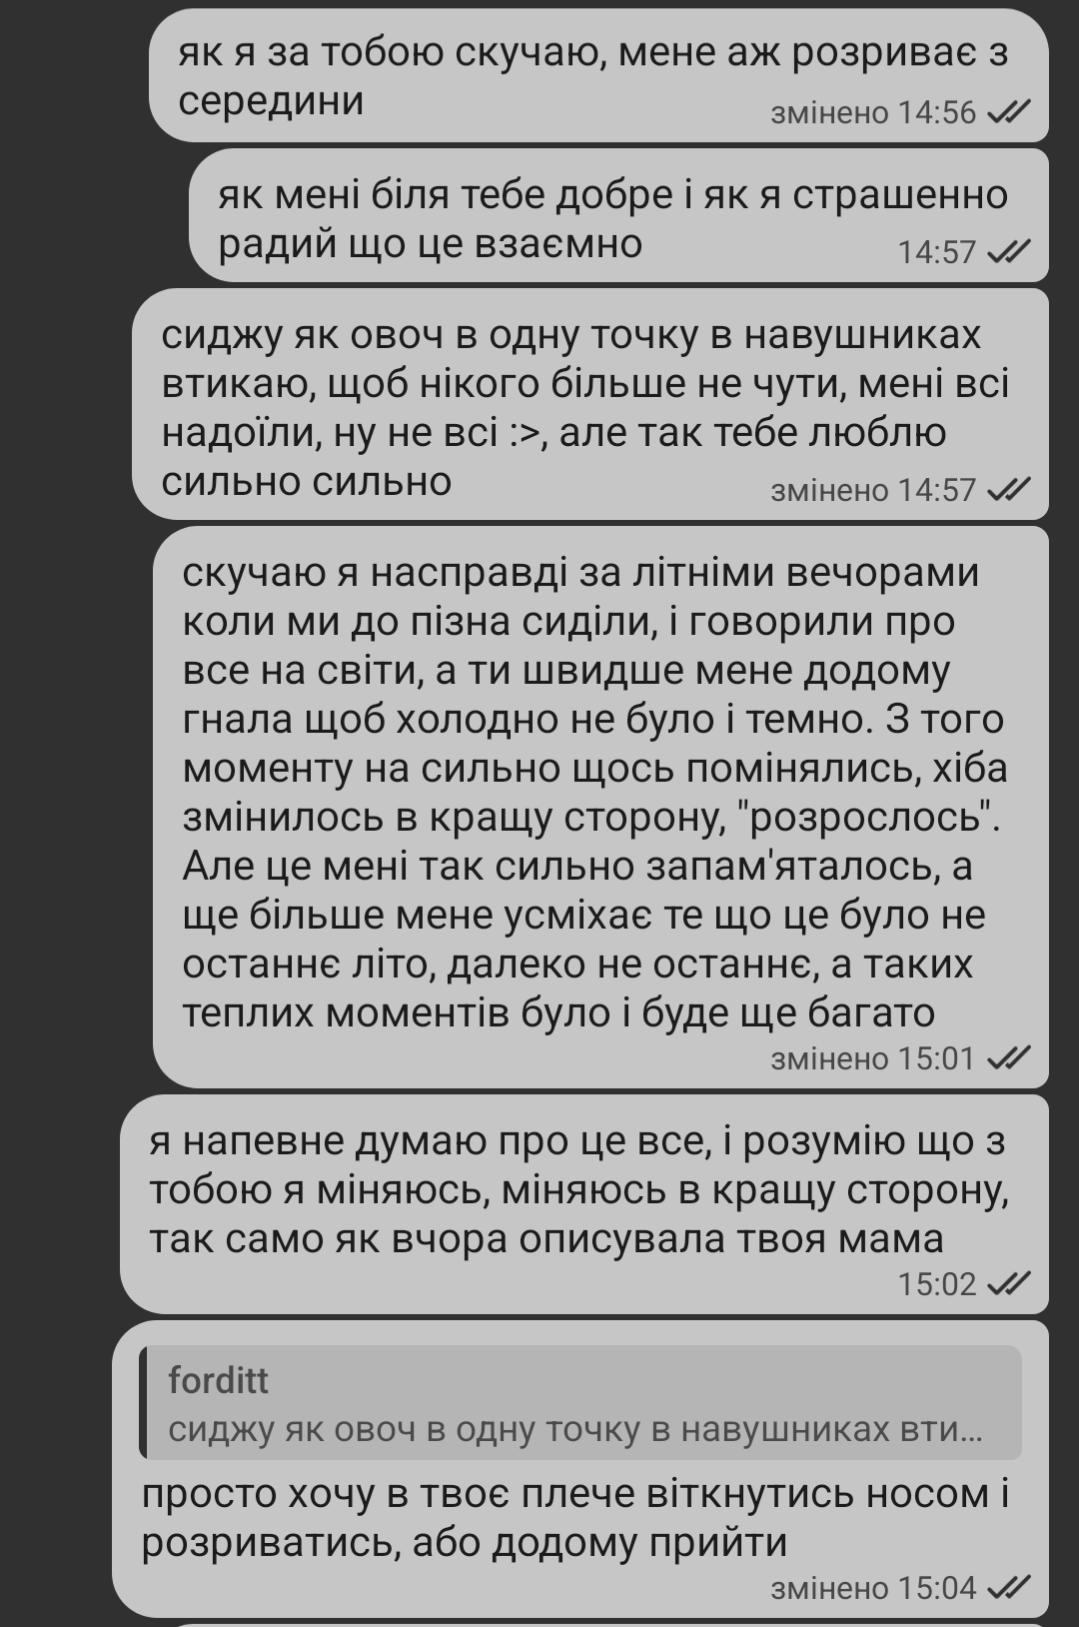 як я за тобою скучаю, мене аж розриває з
середини
змінено 14:56
як мені біля тебе добре і як я страшенно
радий що це взаємно
14:57
сиджу як овоч в одну точку в навушниках
втикаю, щоб нікого більше не чути, мені всі
надоїли, ну не всі :>, але так тебе люблю
сильно сильно
змінено 14:57
скучаю я насправді за літніми вечорами
коли ми до пізна сиділи, і говорили про
все на світи, а ти швидше мене додому
гнала щоб холодно не було і темно. З того
моменту на сильно щось помінялись, хіба
змінилось в кращу сторону, "розрослось".
Але це мені так сильно запам'яталось, а
ще більше мене усміхає те що це було не
останнє літо, далеко не останнє, а таких
теплих моментів було і буде ще багато
змінено 15:01
я напевне думаю про це все, і розумію що з
тобою я міняюсь, міняюсь в кращу сторону,
так само як вчора описувала твоя мама
15:02
forditt
сиджу як овоч в одну точку в навушниках вти...
просто хочу в твоє плече віткнутись носом і
розриватись, або додому прийти
змінено 15:04